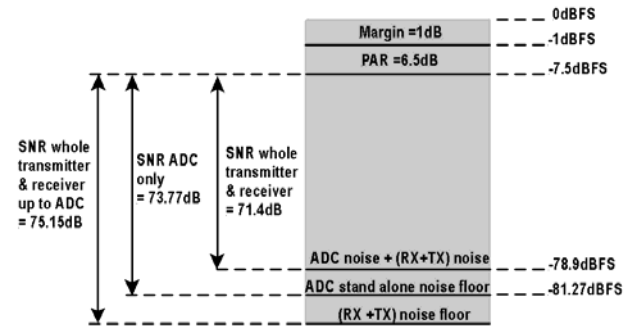 0dBFS
Margin =1dB
-1dBFS
PAR =6.5dB
-7.5dBFS
SNR whole
transmitter
& receiver
up to ADC
= 75.15dB
SNR ADC
only
= 73.77dB
SNR whole
transmitter
& receiver
= 71.4dB
ADC noise + (RX+TX) noise
-78.9dBFS
ADC stand alone noise floor
-81.27dBFS
(RX +TX) noise floor